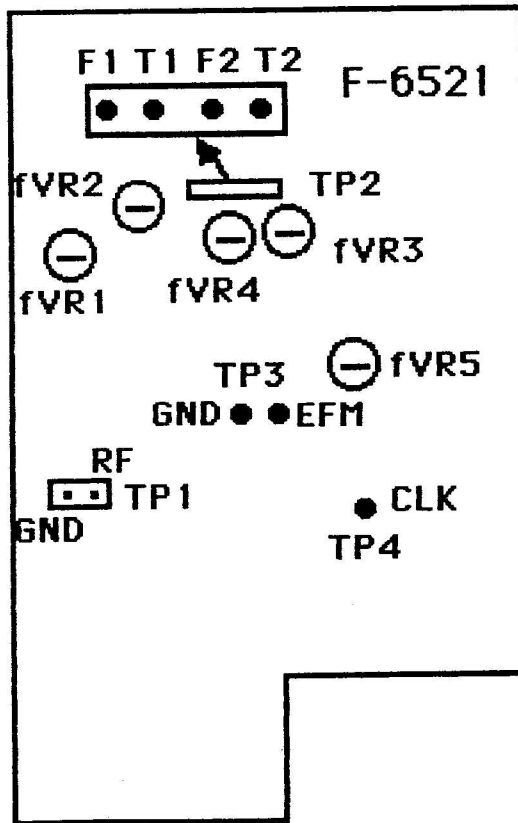 F1 T1 F2 T2
F-6521
fVR2
TP2
fVR3
fVR1
fVR4
TP3
fVR5
GND
EFM
RF
TP1
GND
CLK
TP4